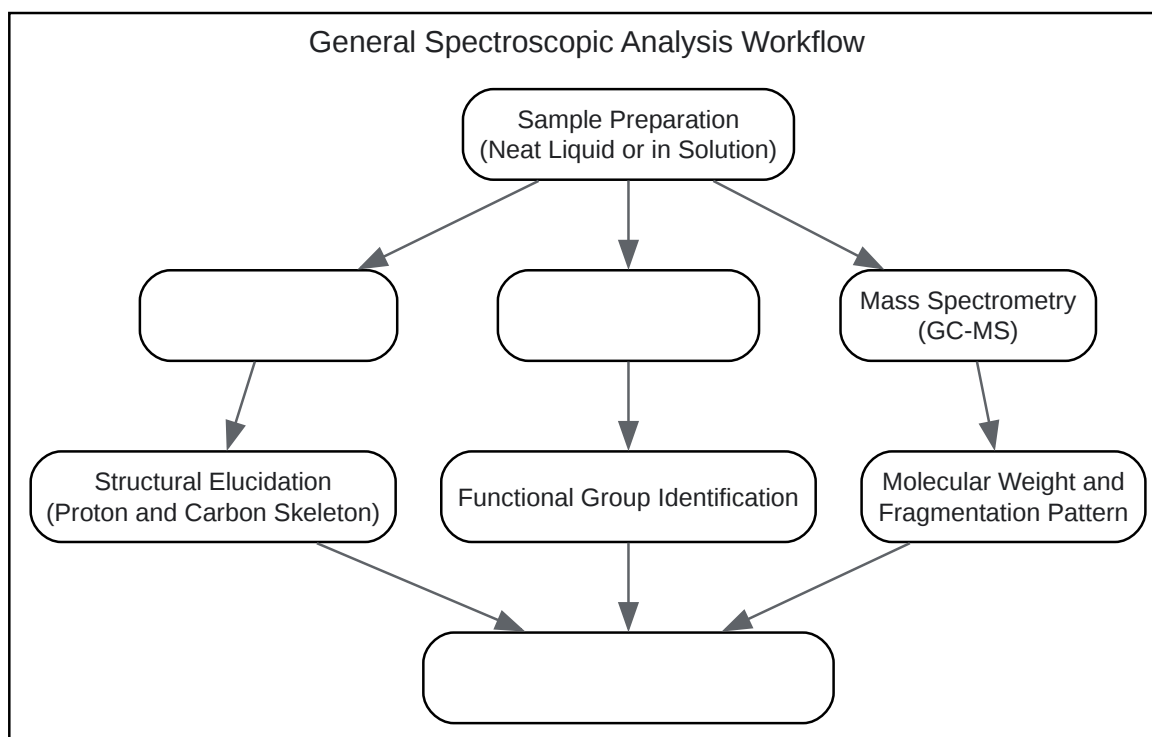 General Spectroscopic Analysis Workflow
Sample Preparation
(Neat Liquid or in Solution)
Mass Spectrometry
(GC-MS)
Structural Elucidation
(Proton and Carbon Skeleton)
Functional Group Identification
Molecular Weight and
Fragmentation Pattern